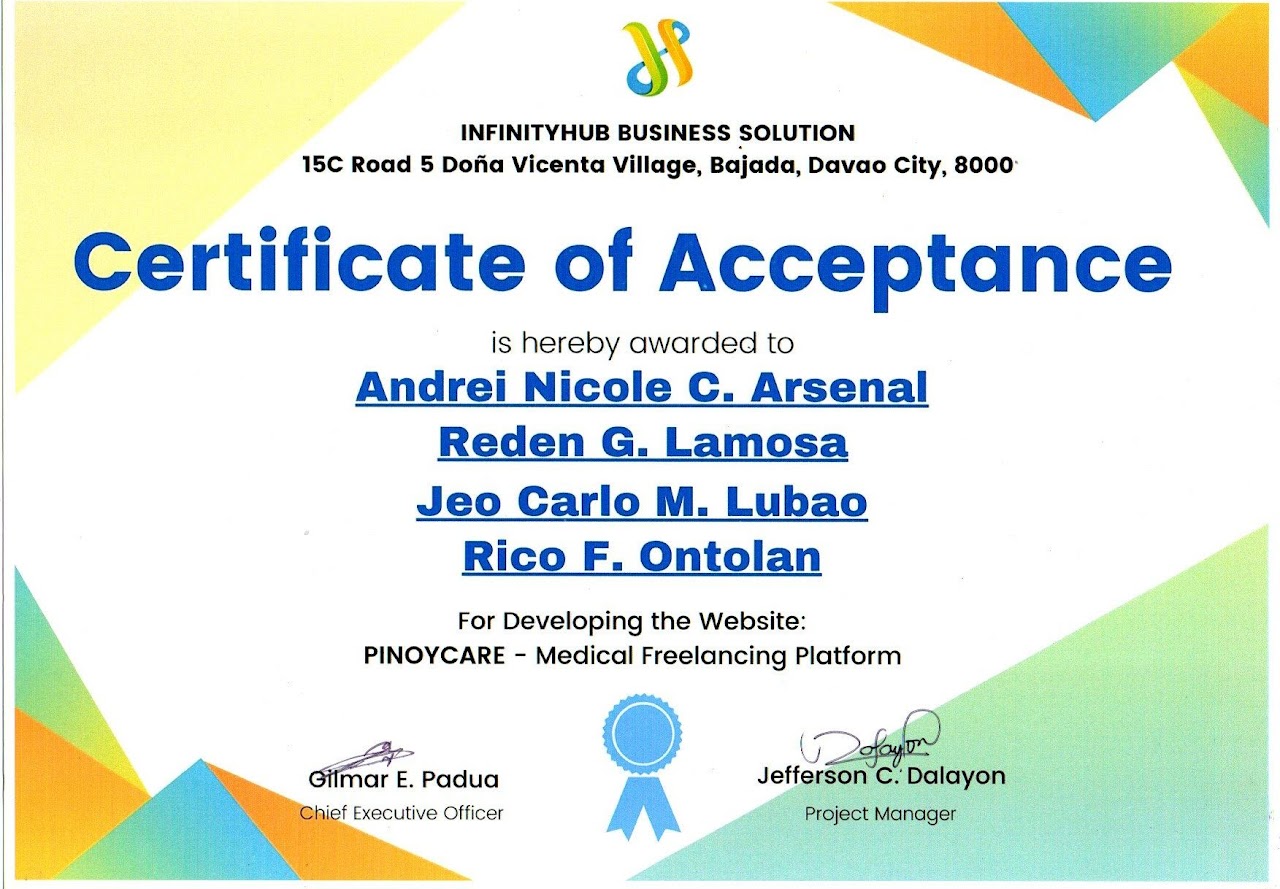 INFINITYHUB BUSINESS SOLUTION
15C Road 5 Doña Vicenta Village, Bajada, Davao City, 8000
Certificate of Acceptance
is hereby awarded to
Andrei Nicole C. Arsenal
Reden G. Lamosa
Jeo Carlo M. Lubao
Rico F. Ontolan
For Developing the Website:
PINOYCARE - Medical Freelancing Platform
Gilmar E. Padua
Chief Executive Officer
Dalayon
Jefferson C. Dalayon
Project Manager